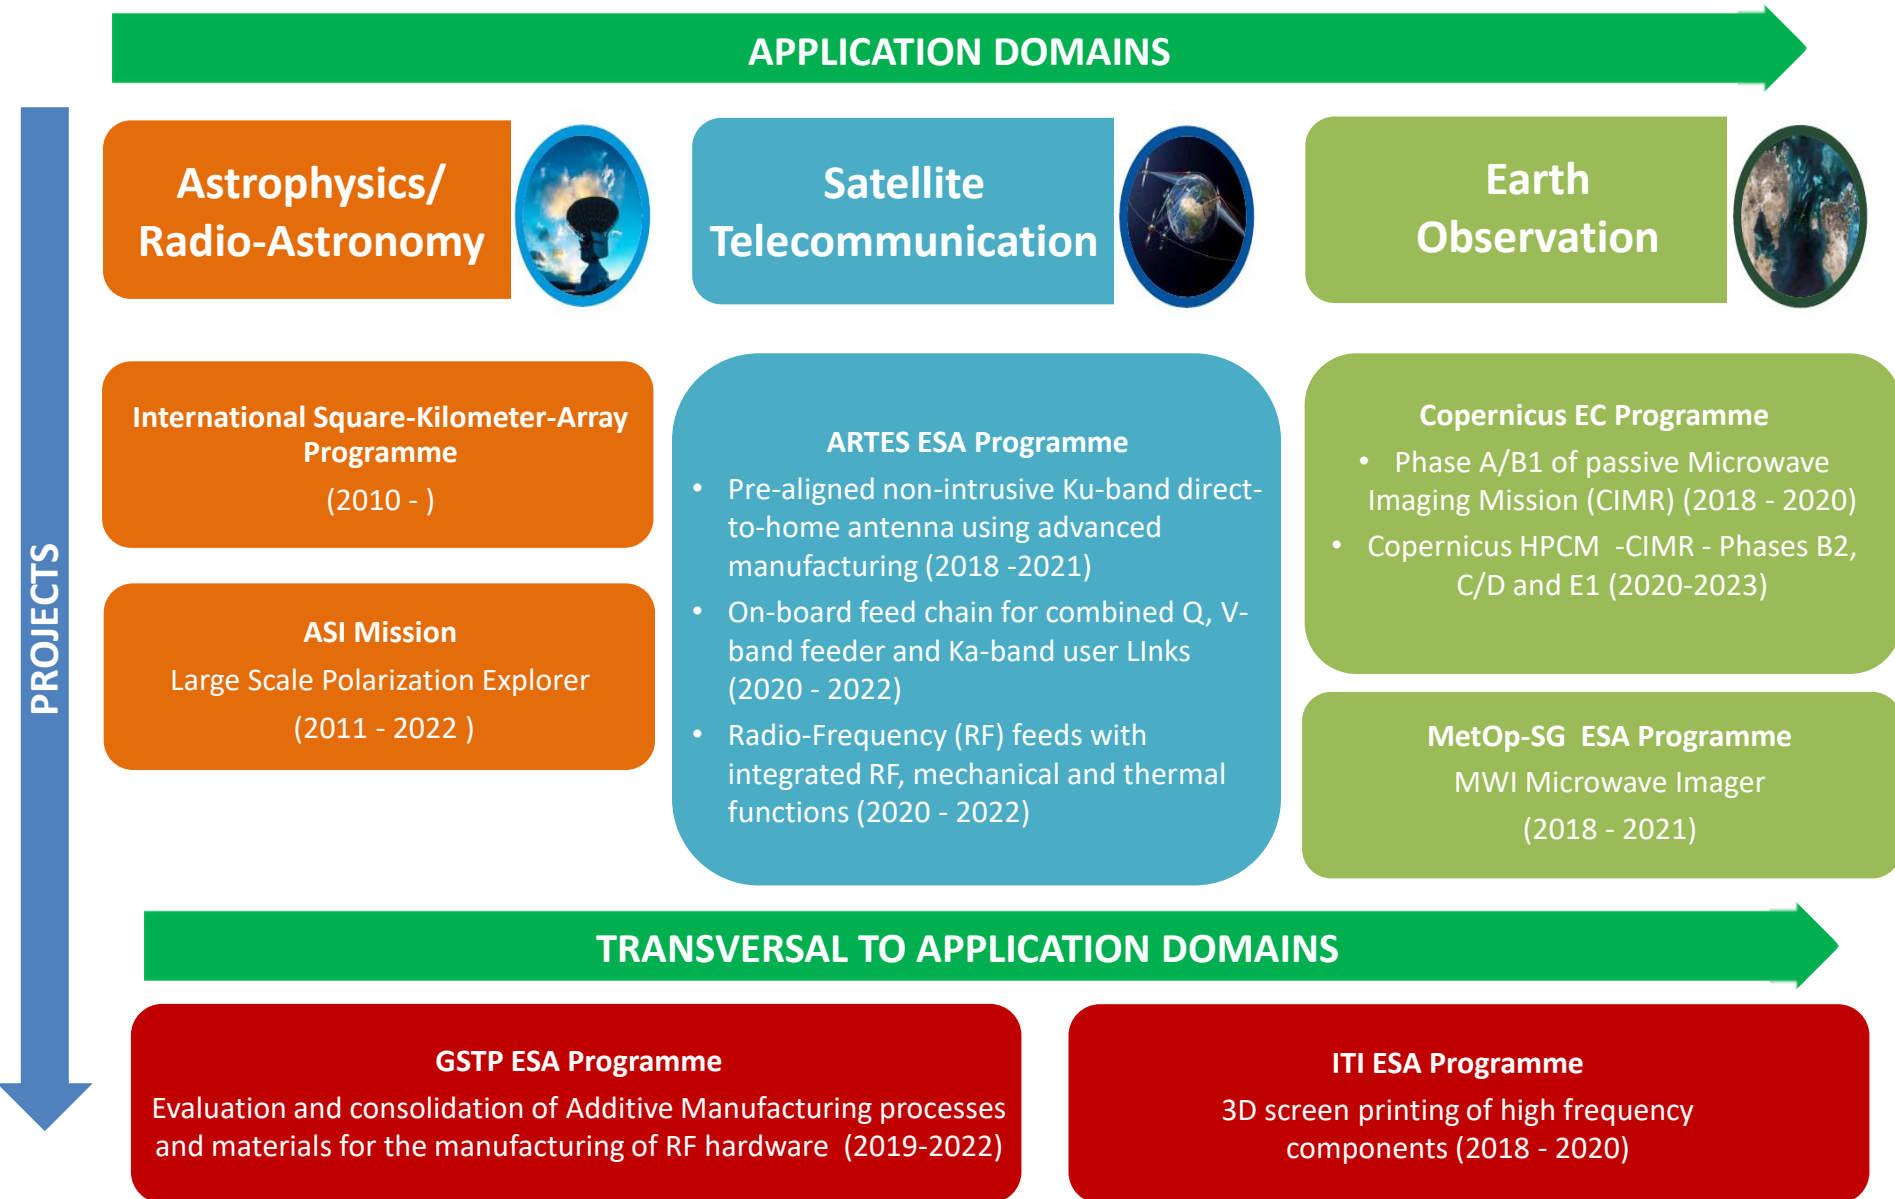 APPLICATION DOMAINS
PROJECTS
Astrophysics/
Radio-Astronomy
Satellite
Telecommunication
Earth
Observation
International Square-Kilometer-Array
Programme
(2010 - )
ASI Mission
Large Scale Polarization Explorer
(2011 - 2022 )
ARTES ESA Programme
• Pre-aligned non-intrusive Ku-band direct-
to-home antenna using advanced
manufacturing (2018 -2021)
• On-board feed chain for combined Q, V-
band feeder and Ka-band user LInks
(2020 - 2022)
• Radio-Frequency (RF) feeds with
integrated RF, mechanical and thermal
functions (2020 - 2022)
Copernicus EC Programme
• Phase A/B1 of passive Microwave
Imaging Mission (CIMR) (2018 - 2020)
• Copernicus HPCM -CIMR - Phases B2,
C/D and E1 (2020-2023)
MetOp-SG ESA Programme
MWI Microwave Imager
(2018 - 2021)
TRANSVERSAL TO APPLICATION DOMAINS
GSTP ESA Programme
Evaluation and consolidation of Additive Manufacturing processes
and materials for the manufacturing of RF hardware (2019-2022)
ITI ESA Programme
3D screen printing of high frequency
components (2018 - 2020)